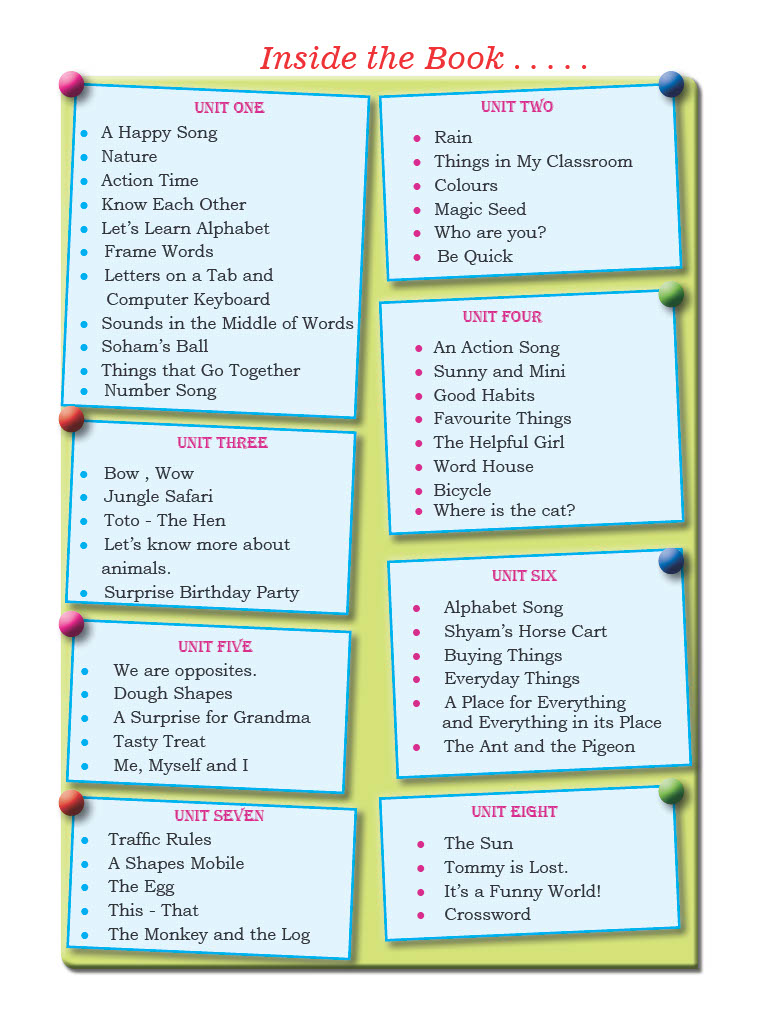 Inside the Book . . . . .
UNIT ONE
• A Happy Song
• Nature
• Action Time
• Know Each Other
• Let's Learn Alphabet
• Frame Words
• Letters on a Tab and
Computer Keyboard
• Sounds in the Middle of Words
• Soham's Ball
• Things that Go Together
• Number Song
UNIT TWO
• Rain
• Things in My Classroom
• Colours
• Magic Seed
• Who are you?
• Be Quick
UNIT THREE
• Bow , Wow
• Jungle Safari
• Toto - The Hen
• Let's know more about
animals.
• Surprise Birthday Party
UNIT FOUR
• An Action Song
• Sunny and Mini
• Good Habits
• Favourite Things
• The Helpful Girl
• Word House
• Bicycle
• Where is the cat?
UNIT FIVE
• We are opposites.
• Dough Shapes
• A Surprise for Grandma
• Tasty Treat
• Me, Myself and I
UNIT SIX
• Alphabet Song
• Shyam's Horse Cart
• Buying Things
• Everyday Things
• A Place for Everything
and Everything in its Place
• The Ant and the Pigeon
UNIT SEVEN
• Traffic Rules
• A Shapes Mobile
• The Egg
• This - That
• The Monkey and the Log
UNIT EIGHT
• The Sun
• Tommy is Lost.
• It's a Funny World!
• Crossword